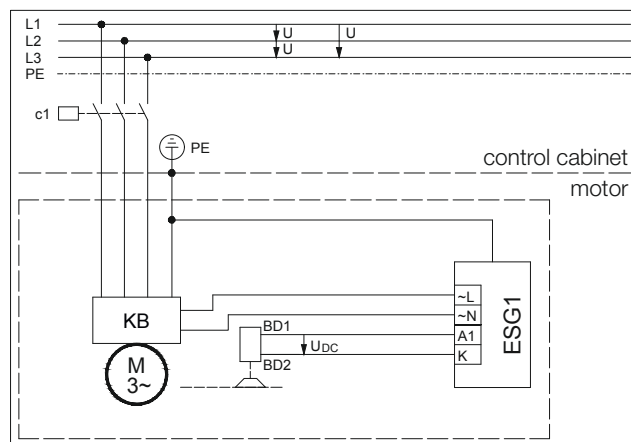 L1
L2
L3
PE
U
U
U
c1
PE
control cabinet
motor
KB
M
3~
BD1
BD2
UDC
~L
~N
A1
K
ESG1